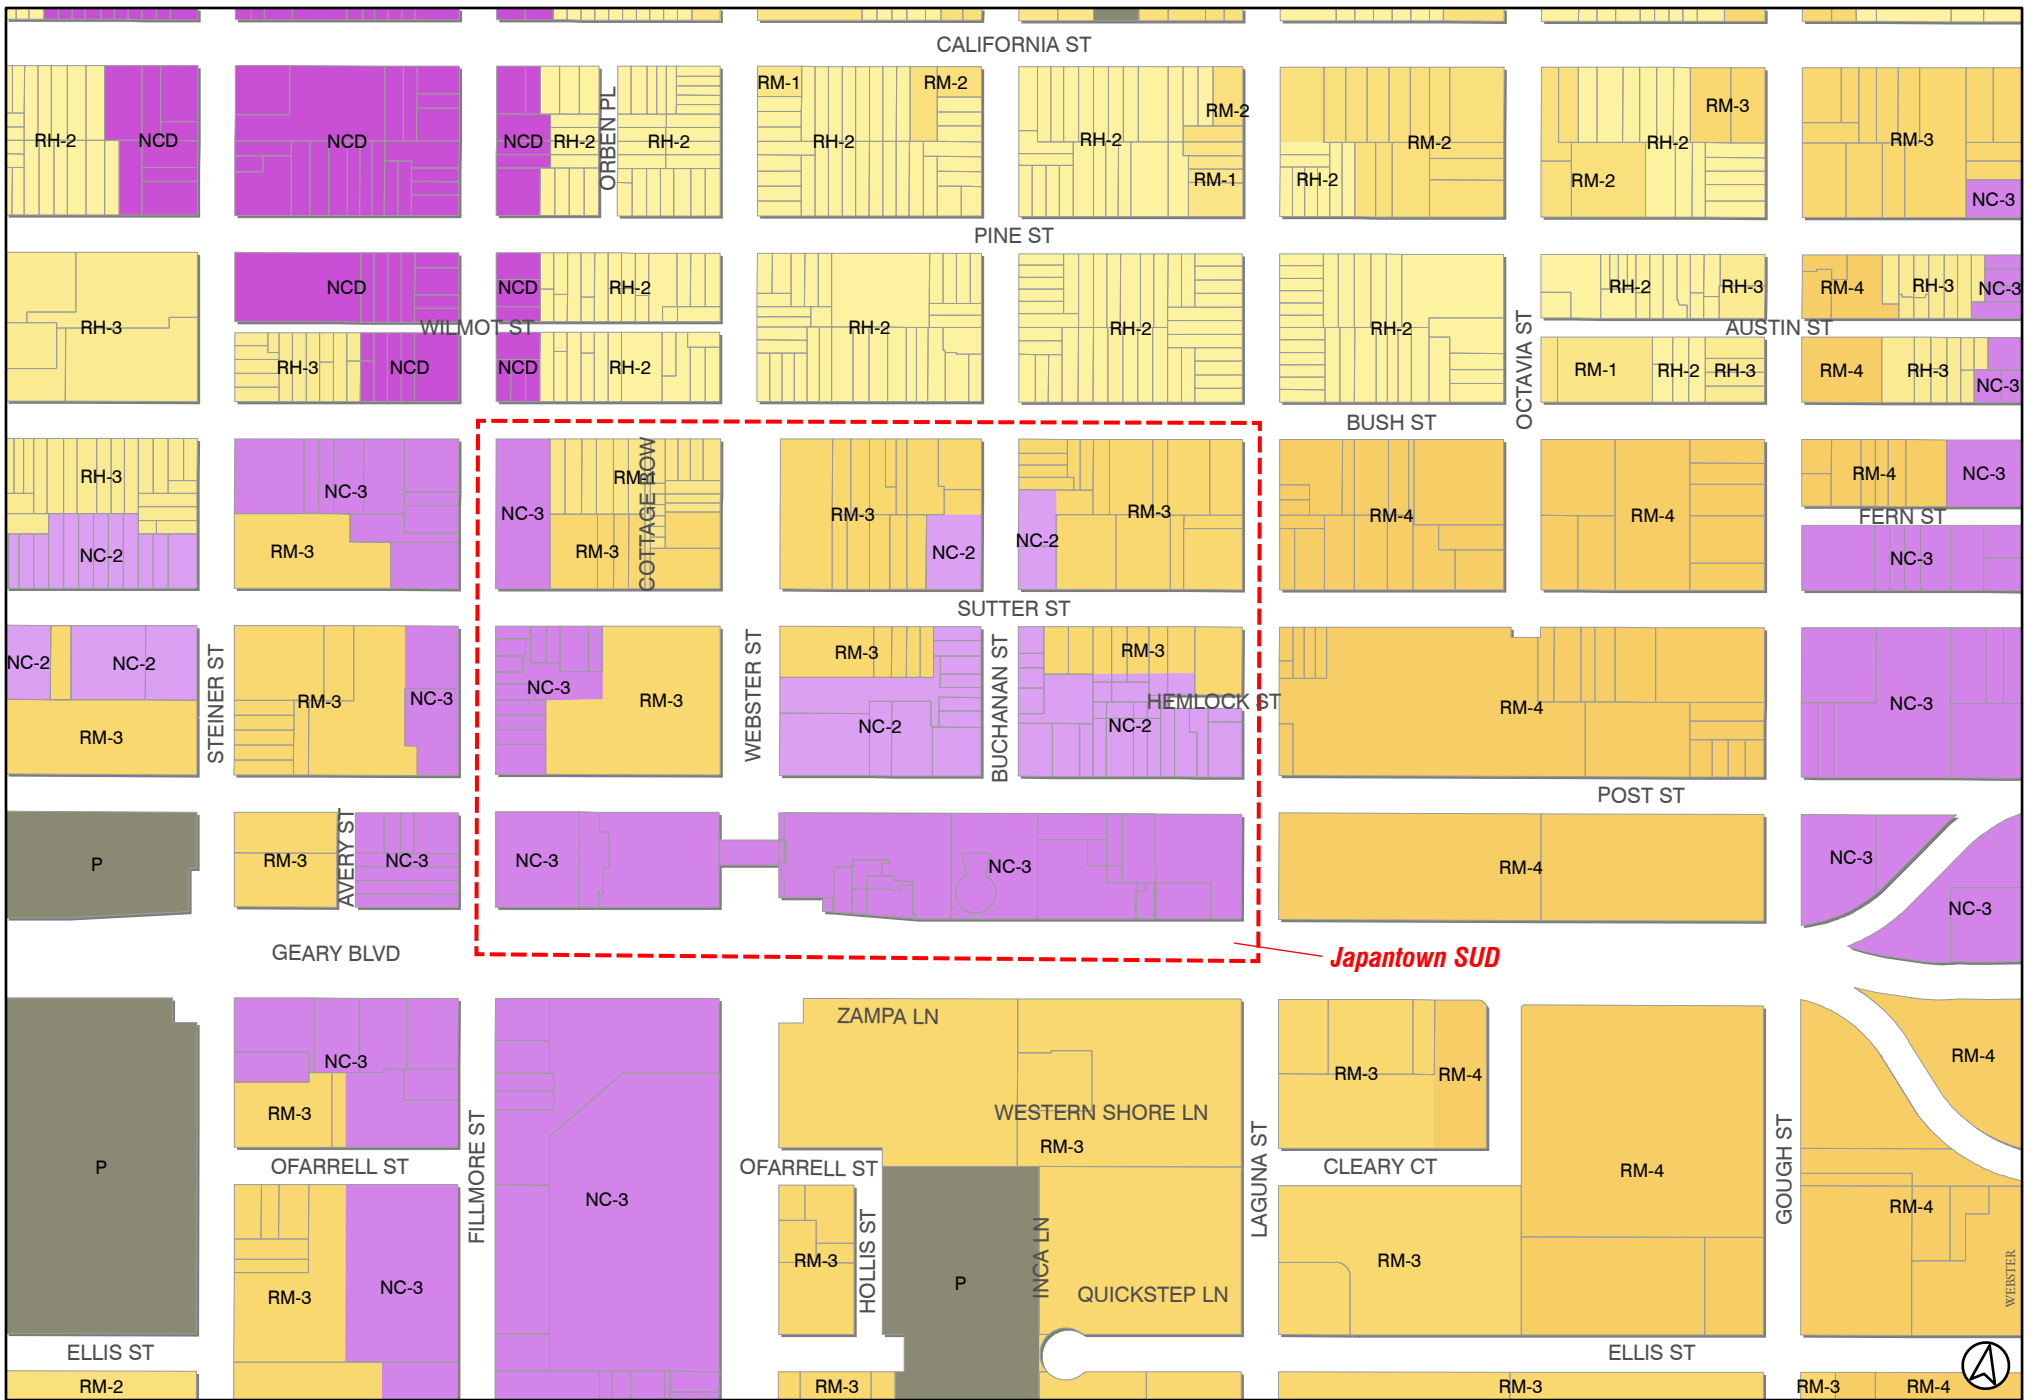 CALIFORNIA ST
RH-2
NCD
NCD
NCD
RH-2
ORBEN PL
RH-2
RM-1
RM-2
RH-2
RM-2
RH-2
RM-1
RM-2
RH-2
RM-3
RH-2
RM-2
RM-3
NC-3
PINE ST
RH-3
NCD
NCD
RH-2
WILMOT ST
RH-3
NCD
NCD
RH-2
RH-2
RH-2
RH-2
OCTAVIA ST
RH-2
RH-3
RM-4
RH-3
NC-3
AUSTIN ST
RM-1
RH-2
RH-3
RM-4
RH-3
NC-3
BUSH ST
RH-3
NC-2
NC-3
RM-3
NC-3
RM-1
COTTAGE ROW
RM-3
RM-3
NC-2
NC-2
RM-3
RM-4
RM-4
RM-4
NC-3
FERN ST
NC-3
SUTTER ST
NC-2
NC-2
RM-3
STEINER ST
RM-3
NC-3
NC-3
RM-3
WEBSTER ST
RM-3
NC-2
BUCHANAN ST
RM-3
HEMLOCK ST
NC-2
RM-4
NC-3
POST ST
P
RM-3
AVERY ST
NC-3
NC-3
NC-3
RM-4
NC-3
NC-3
GEARY BLVD
Japantown SUD
P
NC-3
RM-3
OFARRELL ST
RM-3
NC-3
FILLMORE ST
NC-3
ZAMPA LN
WESTERN SHORE LN
RM-3
OFARRELL ST
RM-3
HOLLIS ST
P
INCA LN
QUICKSTEP LN
LAGUNA ST
RM-3
RM-4
CLEARY CT
RM-3
RM-4
GOUGH ST
RM-4
RM-4
WEBSTER
ELLIS ST
ELLIS ST
RM-2
RM-3
RM-3
RM-3
RM-4